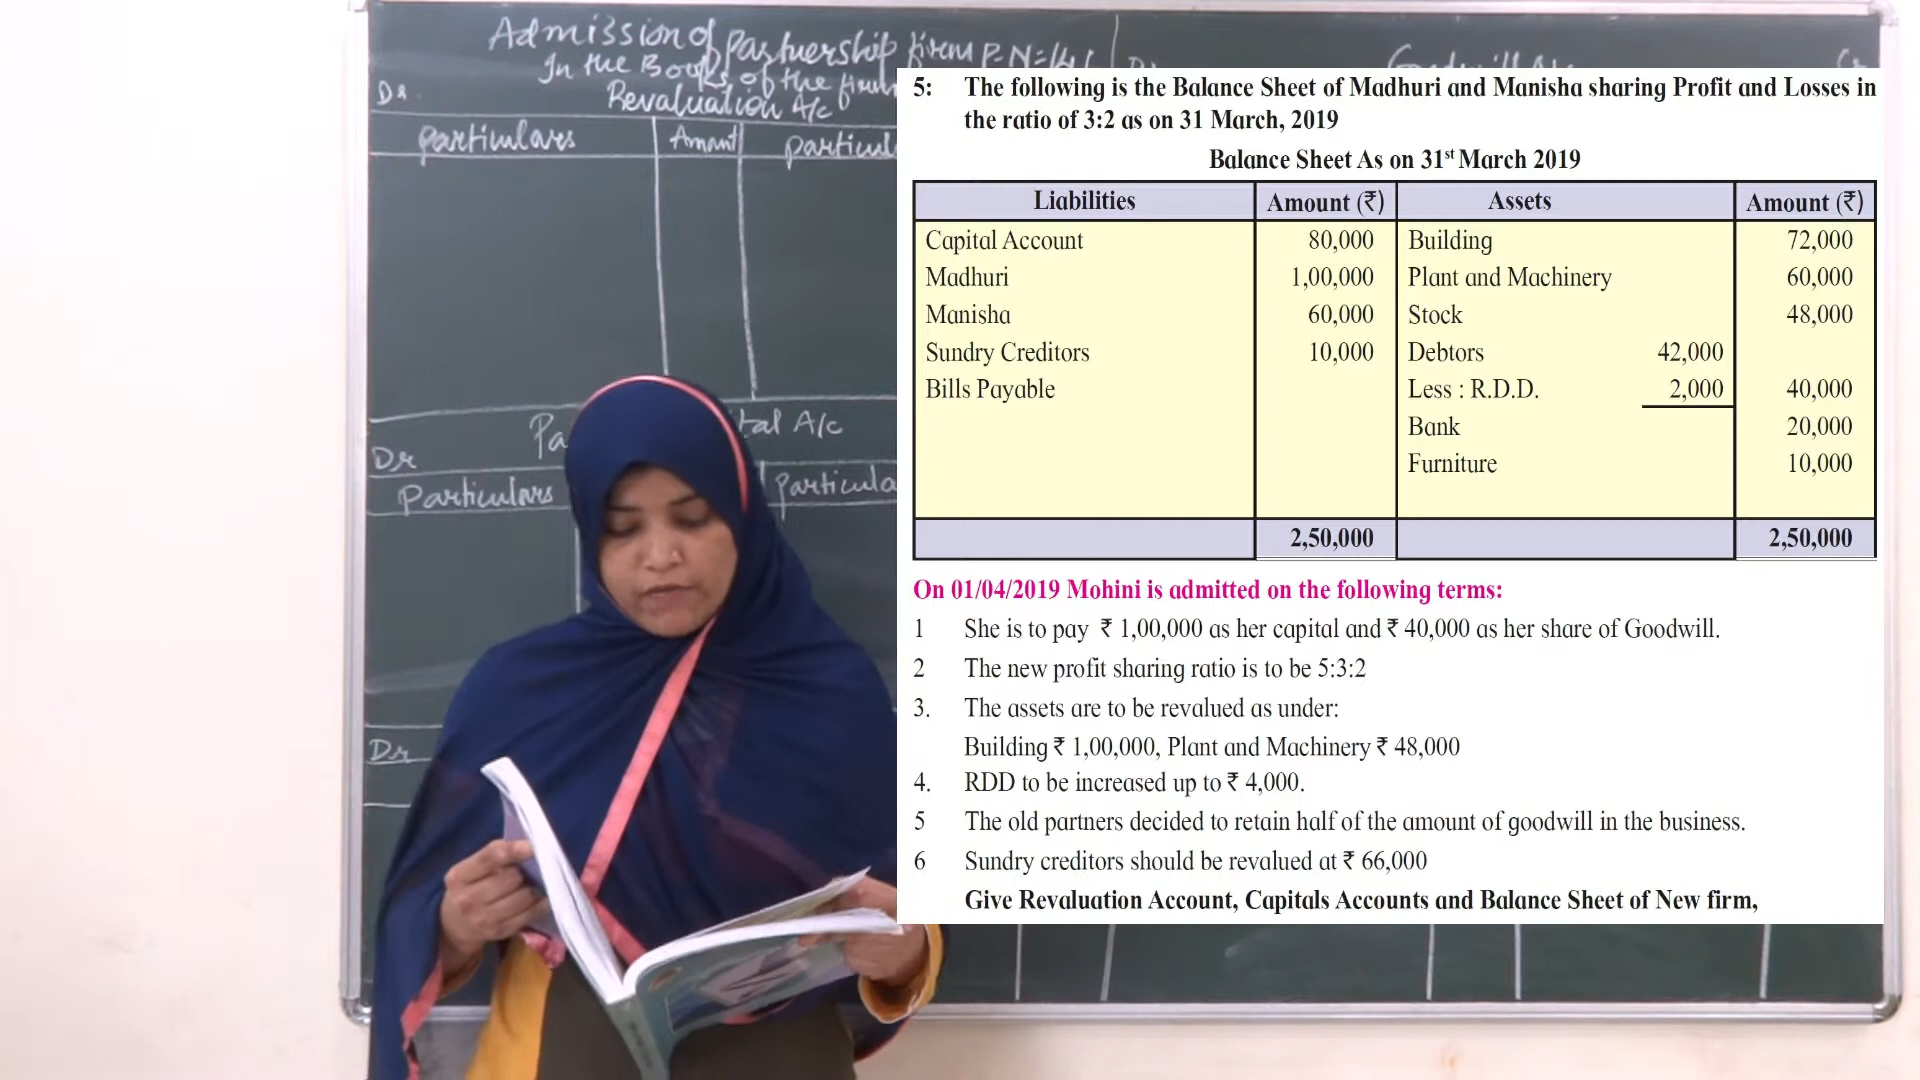 Admission of Partnership firm P.N=
In the Books of the firm
Revaluation A/c
Dr.
Particulars Amount
Dr
A/c
Particulars
Dr
5: The following is the Balance Sheet of Madhuri and Manisha sharing Profit and Losses in
the ratio of 3:2 as on 31 March, 2019
Balance Sheet As on 31st March 2019
Liabilities Amount (₹) Assets Amount (₹)
Capital Account 80,000 Building 72,000
Madhuri 1,00,000 Plant and Machinery 60,000
Manisha 60,000 Stock 48,000
Sundry Creditors 10,000 Debtors 42,000
Bills Payable Less : R.D.D. 2,000 40,000
Bank 20,000
Furniture 10,000
2,50,000 2,50,000
On 01/04/2019 Mohini is admitted on the following terms:
1 She is to pay ₹ 1,00,000 as her capital and ₹ 40,000 as her share of Goodwill.
2 The new profit sharing ratio is to be 5:3:2
3. The assets are to be revalued as under:
Building ₹ 1,00,000, Plant and Machinery ₹ 48,000
4. RDD to be increased up to ₹ 4,000.
5 The old partners decided to retain half of the amount of goodwill in the business.
6 Sundry creditors should be revalued at ₹ 66,000
Give Revaluation Account, Capitals Accounts and Balance Sheet of New firm,